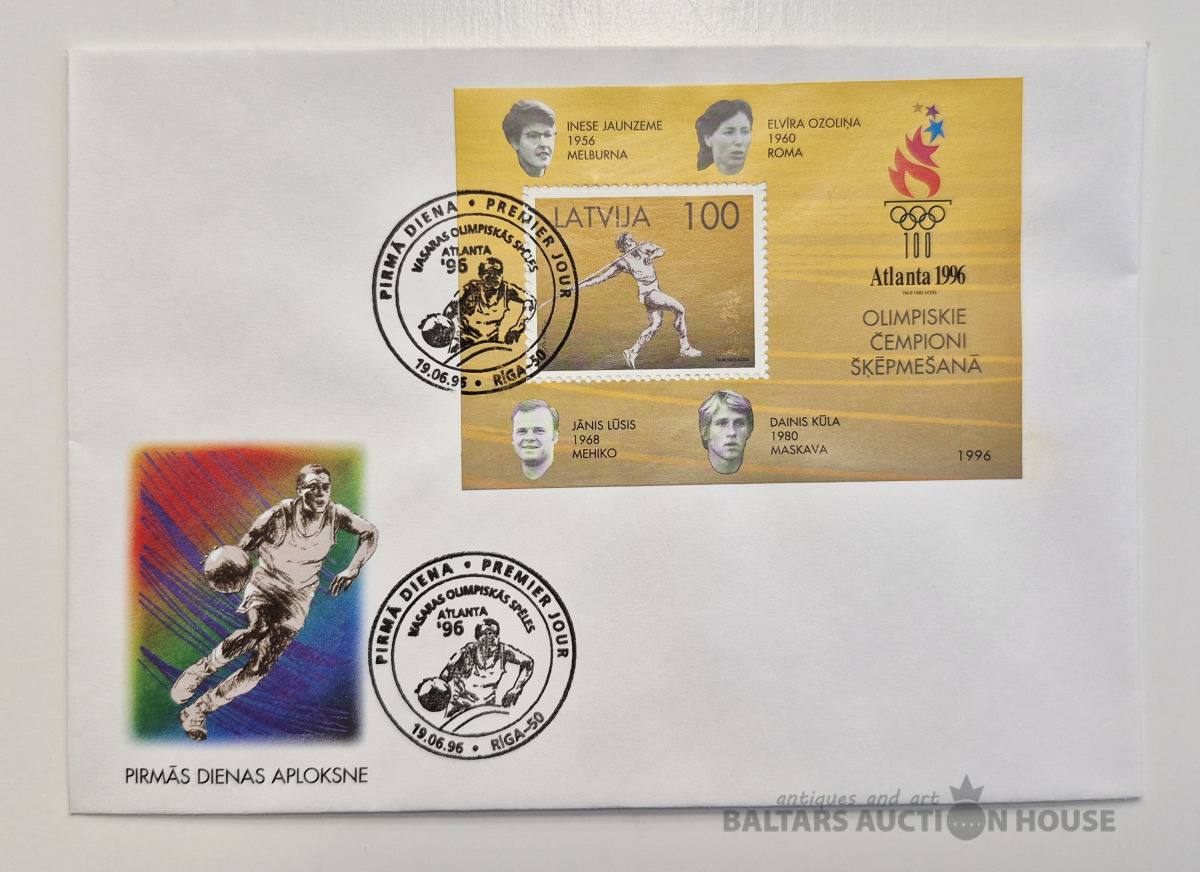 INESE JAUNZEME
1956
MELBURNA
ELVĪRA OZOLIŅA
1960
ROMA
LATVIJA 100
100
Atlanta 1996
OLIMPISKIE
ČEMPIONI
ŠĶĒPMEŠANĀ
JĀNIS LŪSIS
1968
MEHIKO
DAINIS KŪLA
1980
MASKAVA
1996
PIRMĀ DIENA • PREMIER JOUR
VASARAS OLIMPISKĀS SPĒLES
ATLANTA
'96
19.06.96 • RĪGA-50
PIRMĀ DIENA • PREMIER JOUR
VASARAS OLIMPISKĀS SPĒLES
ATLANTA
'96
19.06.96 • RĪGA-50
PIRMĀS DIENAS APLOKSNE
antiques and art
BALTARS AUCTION HOUSE